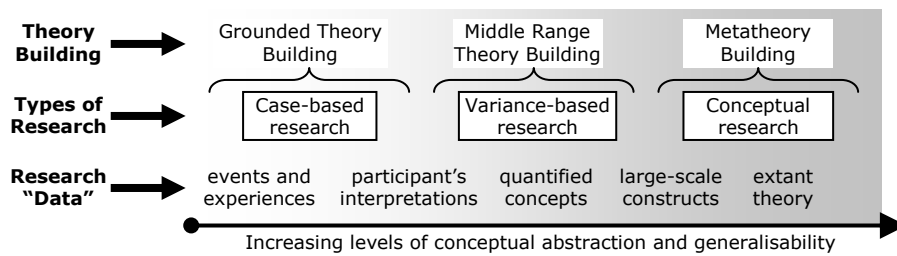 Theory
Building
Grounded Theory
Building
Middle Range
Theory Building
Metatheory
Building
Types of
Research
Case-based
research
Variance-based
research
Conceptual
research
Research
“Data”
events and
experiences
participant’s
interpretations
quantified
concepts
large-scale
constructs
extant
theory
Increasing levels of conceptual abstraction and generalisability